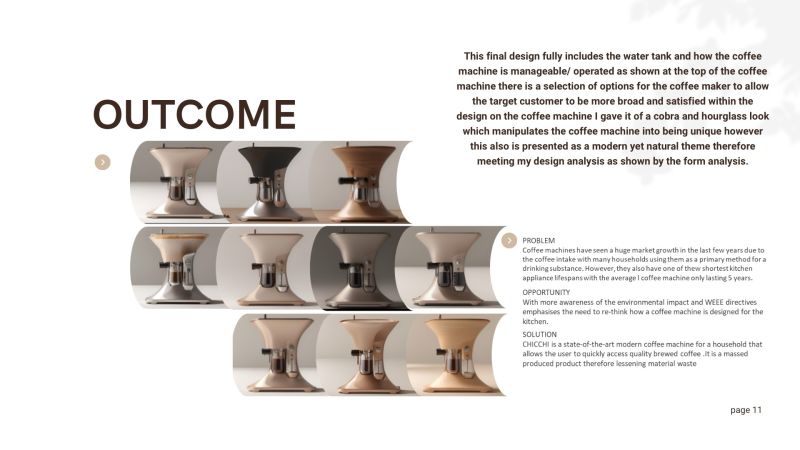 This final design fully includes the water tank and how the coffee
machine is manageable/ operated as shown at the top of the coffee
machine there is a selection of options for the coffee maker to allow
the target customer to be more broad and satisfied within the
design on the coffee machine I gave it of a cobra and hourglass look
which manipulates the coffee machine into being unique however
this also is presented as a modern yet natural theme therefore
meeting my design analysis as shown by the form analysis.
OUTCOME
PROBLEM
Coffee machines have seen a huge market growth in the last few years due to
the coffee intake with many households using them as a primary method for a
drinking substance. However, they also have one of thew shortest kitchen
appliance lifespans with the average l coffee machine only lasting 5 years.
OPPORTUNITY
With more awareness of the environmental impact and WEEE directives
emphasises the need to re-think how a coffee machine is designed for the
kitchen.
SOLUTION
CHICCHI is a state-of-the-art modern coffee machine for a household that
allows the user to quickly access quality brewed coffee .It is a massed
produced product therefore lessening material waste
page 11